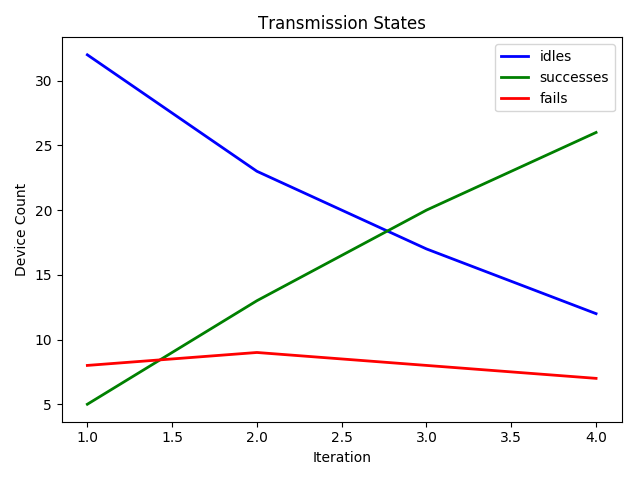 Transmission States
idles
successes
fails
Device Count
30
25
20
15
10
5
1.0 1.5 2.0 2.5 3.0 3.5 4.0
Iteration